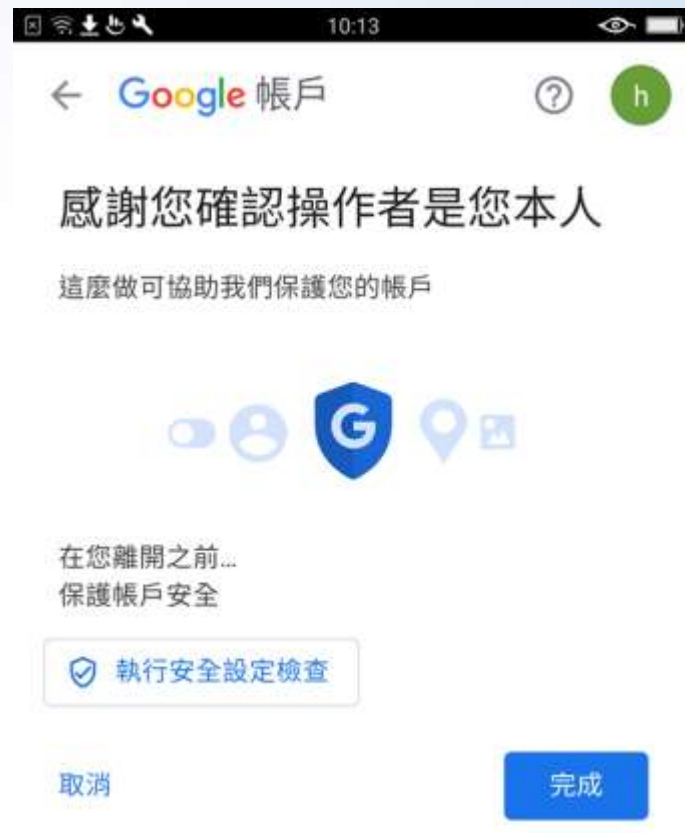 10:13
Google 帳戶
h
感謝您確認操作者是您本人
這麼做可協助我們保護您的帳戶
G
在您離開之前...
保護帳戶安全
執行安全設定檢查
取消
完成